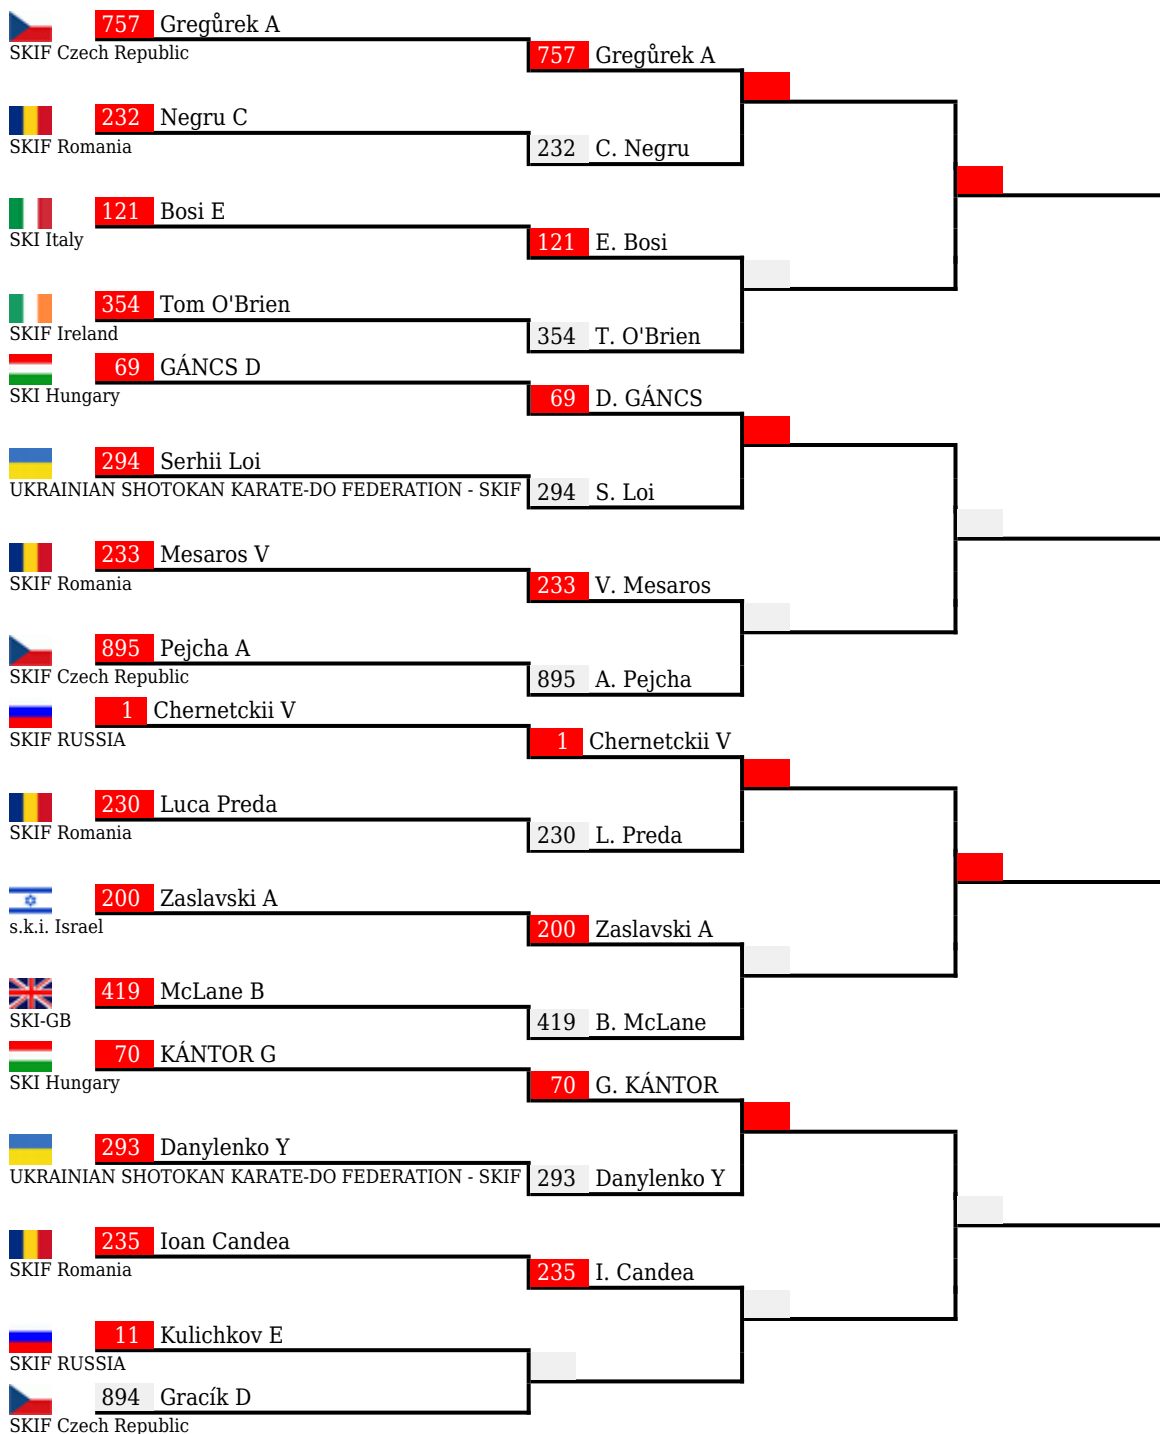 757 Gregůrek A
SKIF Czech Republic
757 Gregůrek A
232 Negru C
SKIF Romania
232 C. Negru
121 Bosi E
SKI Italy
121 E. Bosi
354 Tom O'Brien
SKIF Ireland
354 T. O'Brien
69 GÁNCS D
SKI Hungary
69 D. GÁNCS
294 Serhii Loi
UKRAINIAN SHOTOKAN KARATE-DO FEDERATION - SKIF
294 S. Loi
233 Mesaros V
SKIF Romania
233 V. Mesaros
895 Pejcha A
SKIF Czech Republic
895 A. Pejcha
1 Chernetckii V
SKIF RUSSIA
1 Chernetckii V
230 Luca Preda
SKIF Romania
230 L. Preda
200 Zaslavski A
s.k.i. Israel
200 Zaslavski A
419 McLane B
SKI-GB
419 B. McLane
70 KÁNTOR G
SKI Hungary
70 G. KÁNTOR
293 Danylenko Y
UKRAINIAN SHOTOKAN KARATE-DO FEDERATION - SKIF
293 Danylenko Y
235 Ioan Candea
SKIF Romania
235 I. Candea
11 Kulichkov E
SKIF RUSSIA
894 Gracík D
SKIF Czech Republic